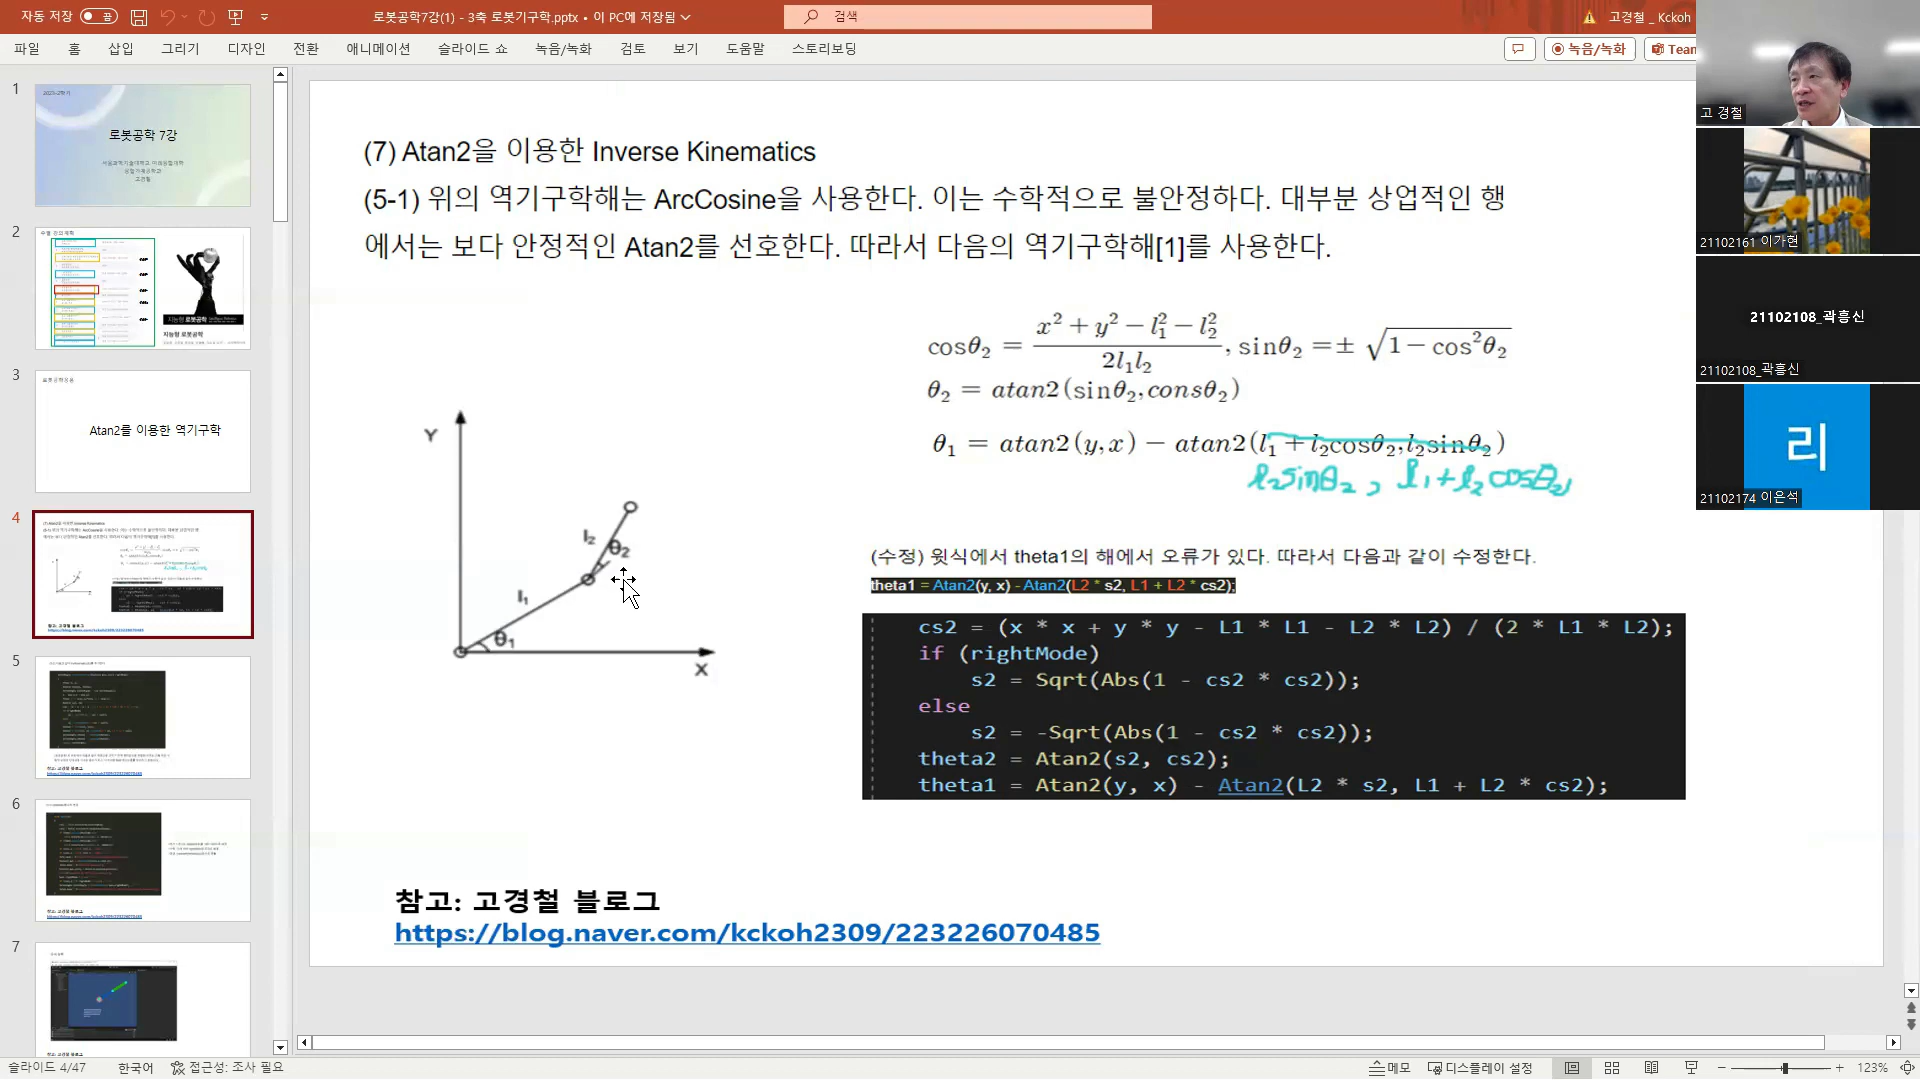 자동 저장
끔
로봇공학7강(1) - 3축 로봇기구학.pptx • 이 PC에 저장됨
검색
고경철 _ Kckoh
파일 홈 삽입 그리기 디자인 전환 애니메이션 슬라이드 쇼 녹음/녹화 검토 보기 도움말 스토리보딩
녹음/녹화
Team
1
로봇공학 7강
2
지능형 로봇공학
3
Atan2를 이용한 역기구학
4
5
6
7
(7) Atan2을 이용한 Inverse Kinematics
(5-1) 위의 역기구학해는 ArcCosine을 사용한다. 이는 수학적으로 불안정하다. 대부분 상업적인 행
에서는 보다 안정적인 Atan2를 선호한다. 따라서 다음의 역기구학해[1]를 사용한다.
cosθ₂ = (x² + y² − l₁² − l₂²) / 2l₁l₂, sinθ₂ = ± √(1 − cos²θ₂)
θ₂ = atan2(sinθ₂, consθ₂)
θ₁ = atan2(y,x) − atan2(l₁ + l₂cosθ₂, l₂sinθ₂)
l₂sinθ₂, l₁+l₂cosθ₂)
Y
l₂
θ₂
l₁
θ₁
X
(수정) 윗식에서 theta1의 해에서 오류가 있다. 따라서 다음과 같이 수정한다.
theta1 = Atan2(y, x) - Atan2(L2 * s2, L1 + L2 * cs2);
cs2 = (x * x + y * y - L1 * L1 - L2 * L2) / (2 * L1 * L2);
if (rightMode)
s2 = Sqrt(Abs(1 - cs2 * cs2));
else
s2 = -Sqrt(Abs(1 - cs2 * cs2));
theta2 = Atan2(s2, cs2);
theta1 = Atan2(y, x) - Atan2(L2 * s2, L1 + L2 * cs2);
참고: 고경철 블로그
https://blog.naver.com/kckoh2309/223226070485
고 경철
21102161 이가현
21102108_곽흥신
21102108_곽흥신
리
21102174 이은석
슬라이드 4/47
한국어
접근성: 조사 필요
메모
디스플레이 설정
123%